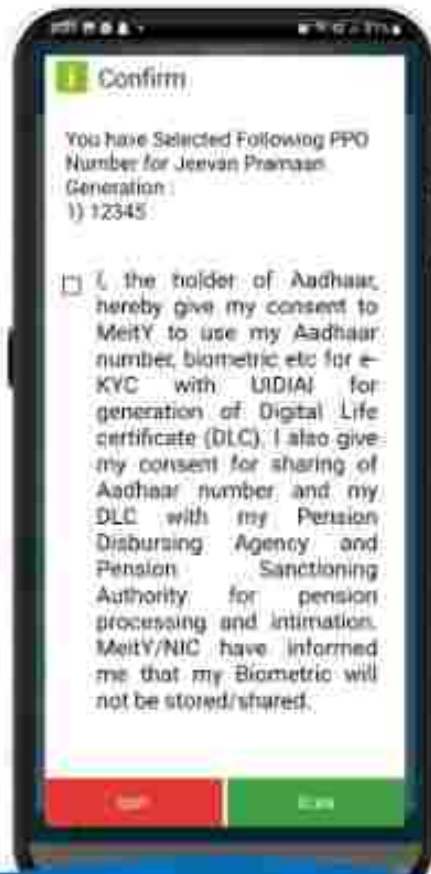 Confirm
You have Selected Following PPO
Number for Jeevan Pramaan
Generation :
1) 12345
I, the holder of Aadhaar,
hereby give my consent to
MeitY to use my Aadhaar
number, biometric etc for e-
KYC with UIDIAI for
generation of Digital Life
certificate (DLC). I also give
my consent for sharing of
Aadhaar number and my
DLC with my Pension
Disbursing Agency and
Pension Sanctioning
Authority for pension
processing and intimation.
MeitY/NIC have informed
me that my Biometric will
not be stored/shared.
Scan